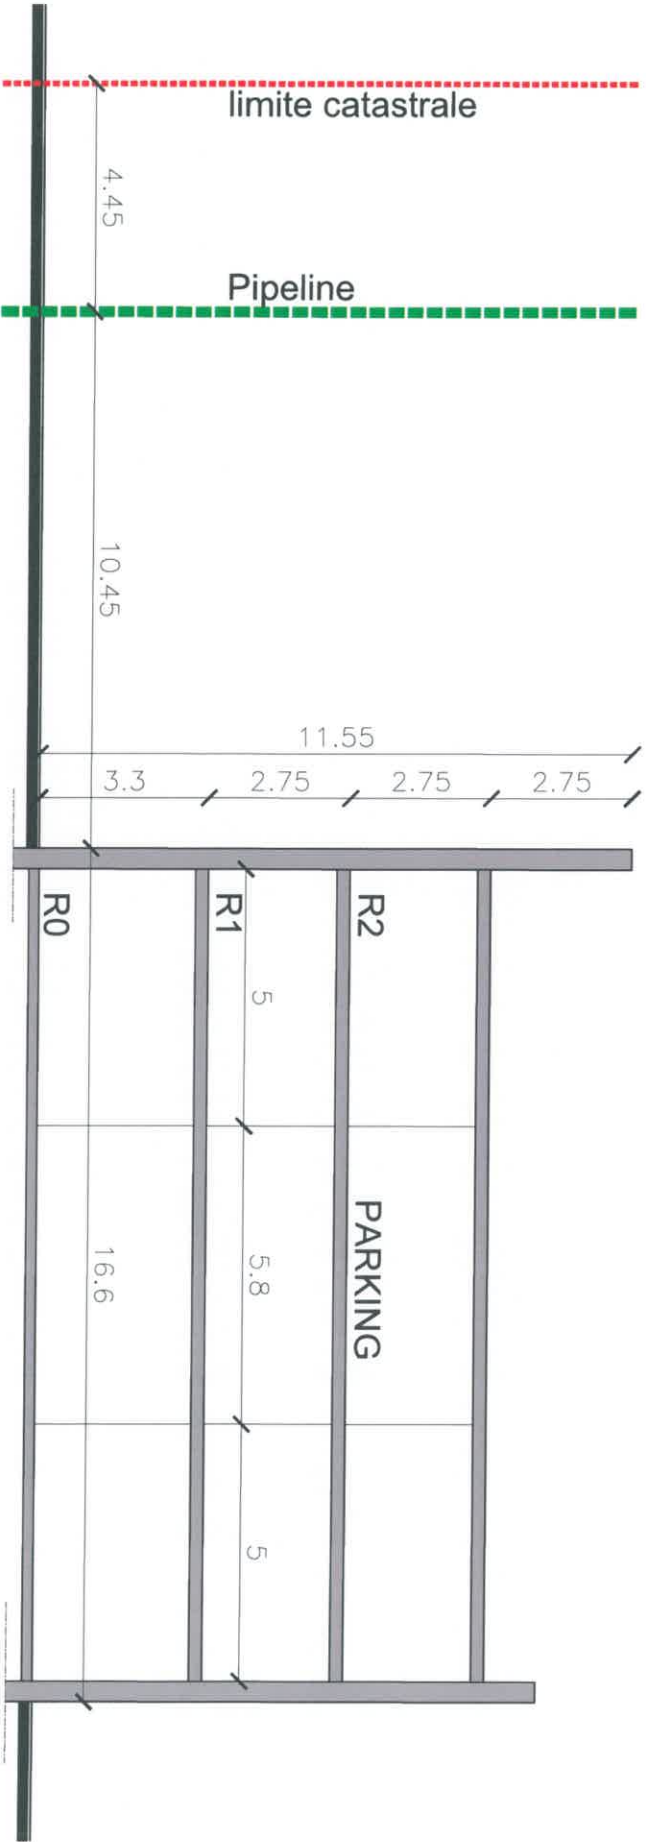 limite catastrale
4.45
Pipeline
10.45
11.55
3.3
2.75
2.75
2.75
R0
R1
R2
5
PARKING
5.8
16.6
5